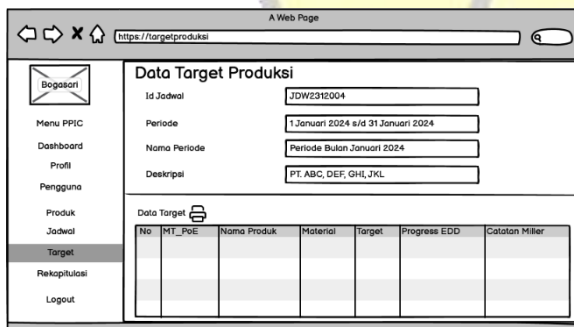 A Web Page
https://targetproduksi
Bogasari
Menu PPIC
Dashboard
Profil
Pengguna
Produk
Jadwal
Target
Rekapitulasi
Logout
Data Target Produksi
Id Jadwal JDW2312004
Periode 1 Januari 2024 s/d 31 Januari 2024
Nama Periode Periode Bulan Januari 2024
Deskripsi PT. ABC, DEF, GHI, JKL
Data Target
No MT_PoE Nama Produk Material Target Progress EDD Catatan Miller